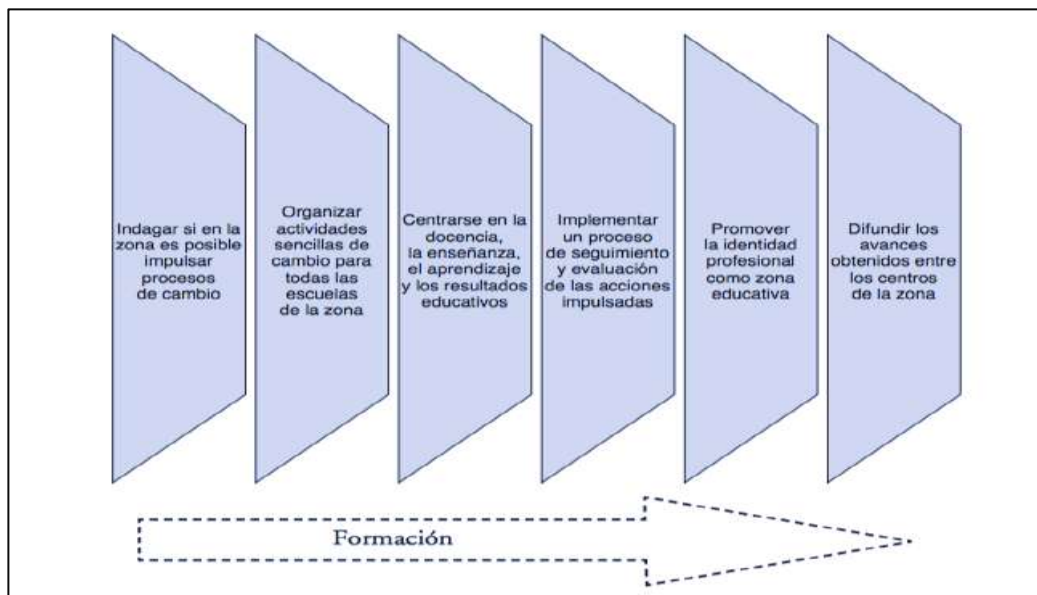 Indagar si en la
zona es posible
impulsar
procesos
de cambio
Organizar
actividades
sencillas de
cambio para
todas las
escuelas
de la zona
Centrarse en la
docencia,
la enseñanza,
el aprendizaje
y los resultados
educativos
Implementar
un proceso
de seguimiento
y evaluación
de las acciones
impulsadas
Promover
la identidad
profesional
como zona
educativa
Difundir los
avances
obtenidos entre
los centros
de la zona
Formación